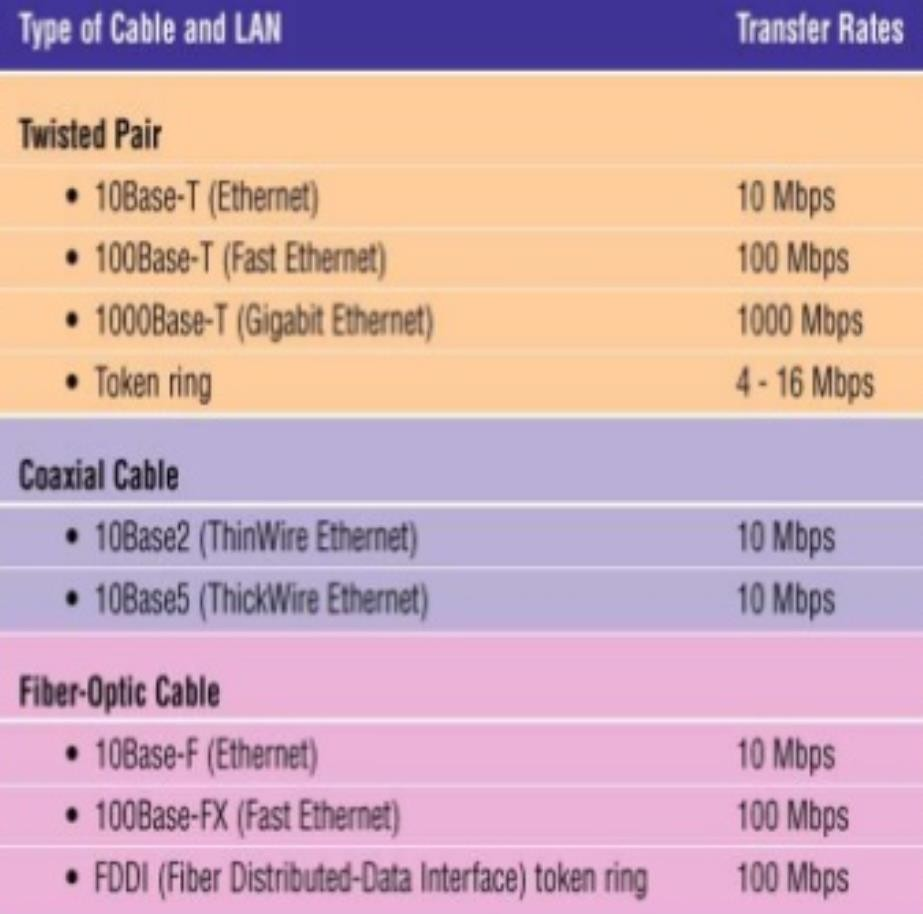 Type of Cable and LAN Transfer Rates
Twisted Pair
• 10Base-T (Ethernet) 10 Mbps
• 100Base-T (Fast Ethernet) 100 Mbps
• 1000Base-T (Gigabit Ethernet) 1000 Mbps
• Token ring 4 - 16 Mbps
Coaxial Cable
• 10Base2 (ThinWire Ethernet) 10 Mbps
• 10Base5 (ThickWire Ethernet) 10 Mbps
Fiber-Optic Cable
• 10Base-F (Ethernet) 10 Mbps
• 100Base-FX (Fast Ethernet) 100 Mbps
• FDDI (Fiber Distributed-Data Interface) token ring 100 Mbps